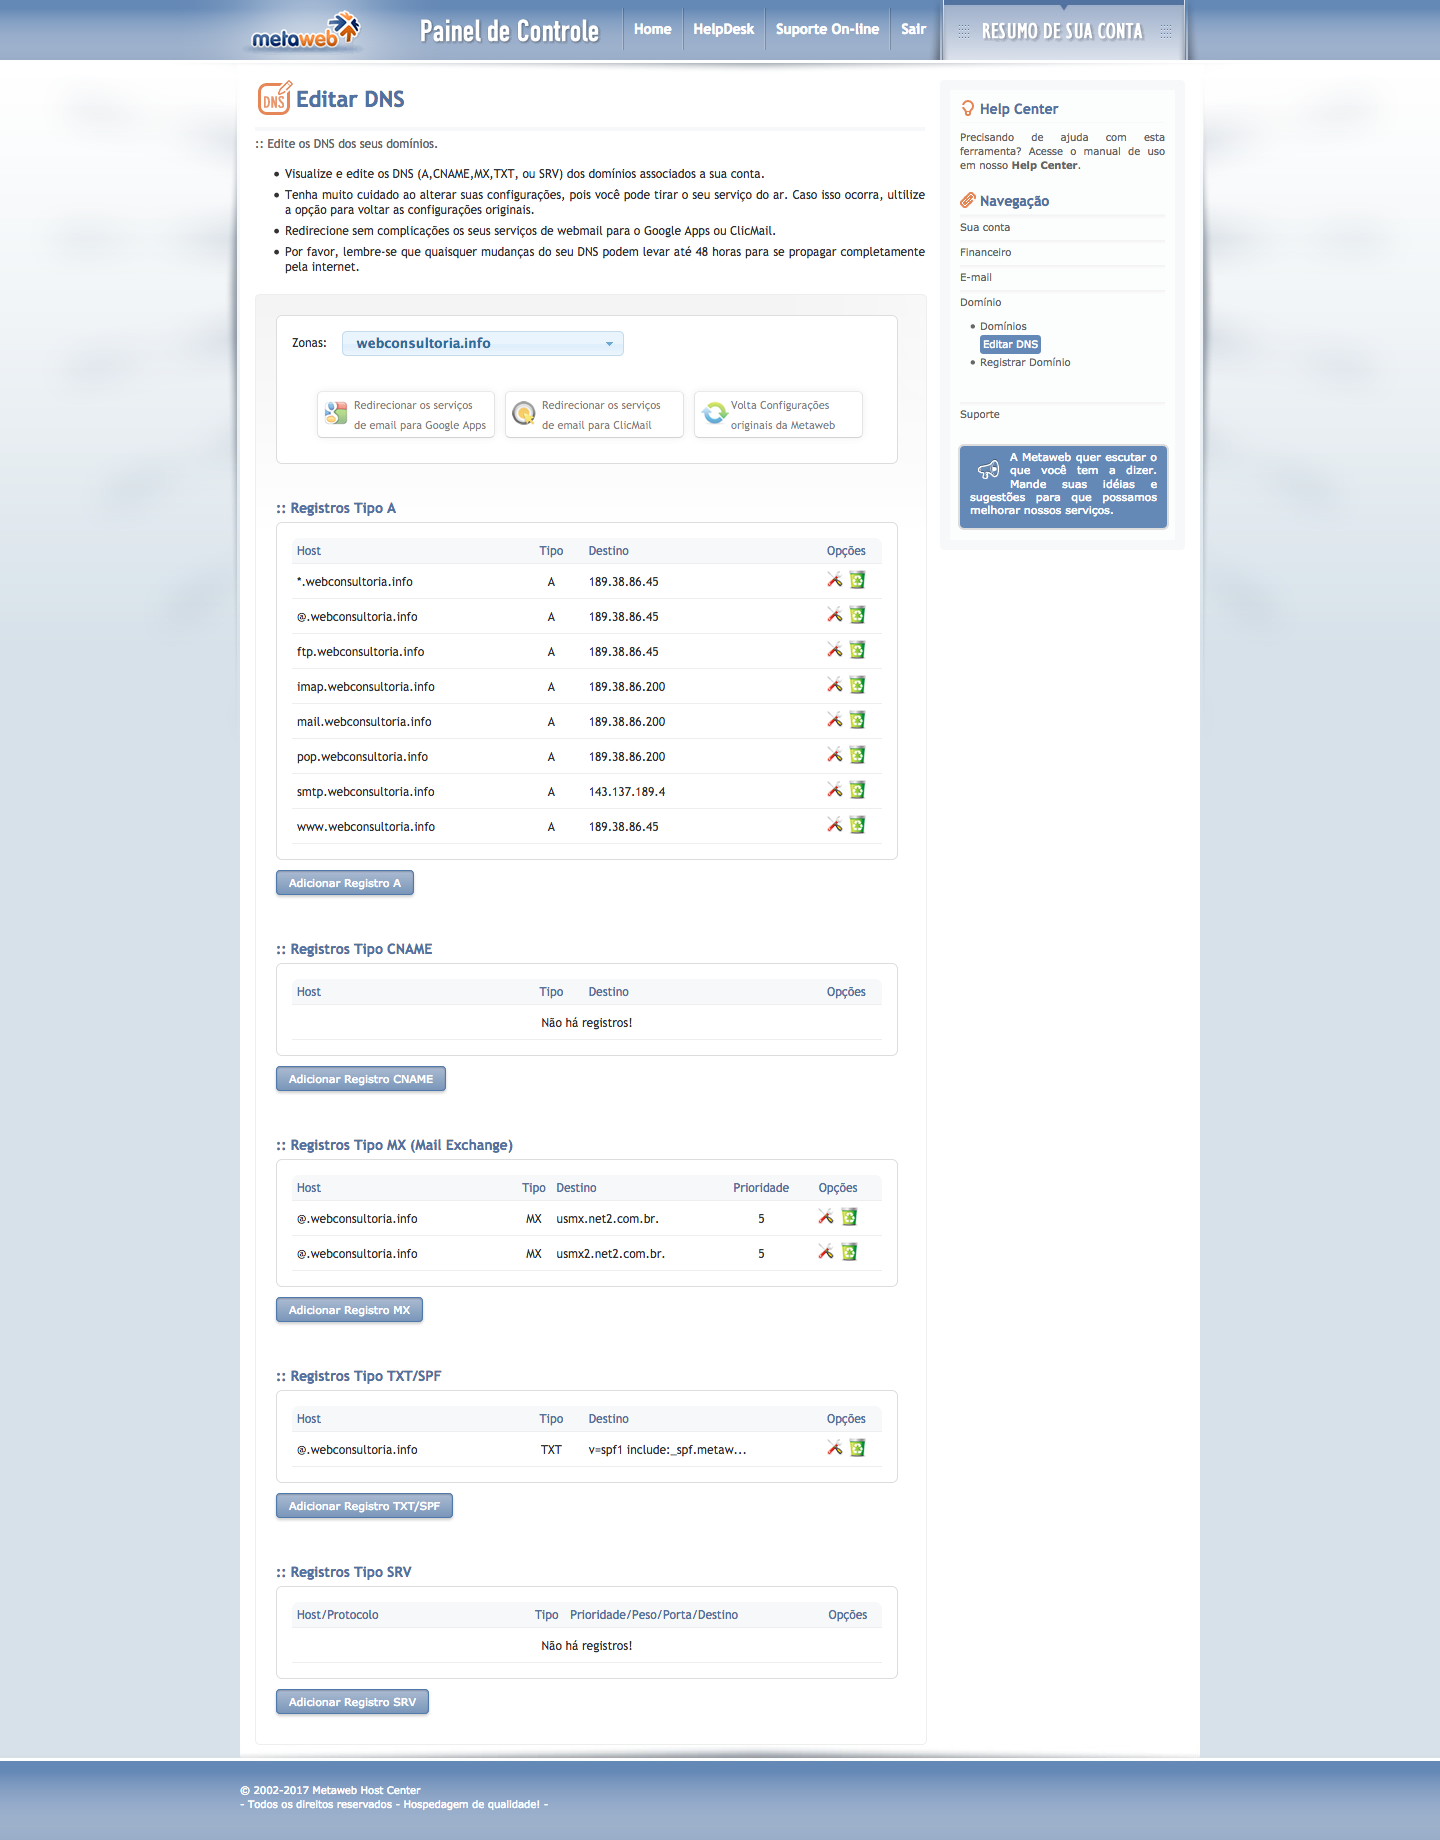 metaweb
Painel de Controle
Home
HelpDesk
Suporte On-line
Sair
RESUMO DE SUA CONTA
DNS
Editar DNS
:: Edite os DNS dos seus domínios.
• Visualize e edite os DNS (A,CNAME,MX,TXT, ou SRV) dos domínios associados a sua conta.
• Tenha muito cuidado ao alterar suas configurações, pois você pode tirar o seu serviço do ar. Caso isso ocorra, ultilize
a opção para voltar as configurações originais.
• Redirecione sem complicações os seus serviços de webmail para o Google Apps ou ClicMail.
• Por favor, lembre-se que quaisquer mudanças do seu DNS podem levar até 48 horas para se propagar completamente
pela internet.
Zonas: webconsultoria.info
Redirecionar os serviços
de email para Google Apps
Redirecionar os serviços
de email para ClicMail
Volta Configurações
originais da Metaweb
:: Registros Tipo A
Host Tipo Destino Opções
*.webconsultoria.info A 189.38.86.45
@.webconsultoria.info A 189.38.86.45
ftp.webconsultoria.info A 189.38.86.45
imap.webconsultoria.info A 189.38.86.200
mail.webconsultoria.info A 189.38.86.200
pop.webconsultoria.info A 189.38.86.200
smtp.webconsultoria.info A 143.137.189.4
www.webconsultoria.info A 189.38.86.45
Adicionar Registro A
:: Registros Tipo CNAME
Host Tipo Destino Opções
Não há registros!
Adicionar Registro CNAME
:: Registros Tipo MX (Mail Exchange)
Host Tipo Destino Prioridade Opções
@.webconsultoria.info MX usmx.net2.com.br. 5
@.webconsultoria.info MX usmx2.net2.com.br. 5
Adicionar Registro MX
:: Registros Tipo TXT/SPF
Host Tipo Destino Opções
@.webconsultoria.info TXT v=spf1 include:_spf.metaw...
Adicionar Registro TXT/SPF
:: Registros Tipo SRV
Host/Protocolo Tipo Prioridade/Peso/Porta/Destino Opções
Não há registros!
Adicionar Registro SRV
Help Center
Precisando de ajuda com esta
ferramenta? Acesse o manual de uso
em nosso Help Center.
Navegação
Sua conta
Financeiro
E-mail
Domínio
• Domínios
Editar DNS
• Registrar Domínio
Suporte
A Metaweb quer escutar o
que você tem a dizer.
Mande suas idéias e
sugestões para que possamos
melhorar nossos serviços.
© 2002-2017 Metaweb Host Center
- Todos os direitos reservados - Hospedagem de qualidade! -